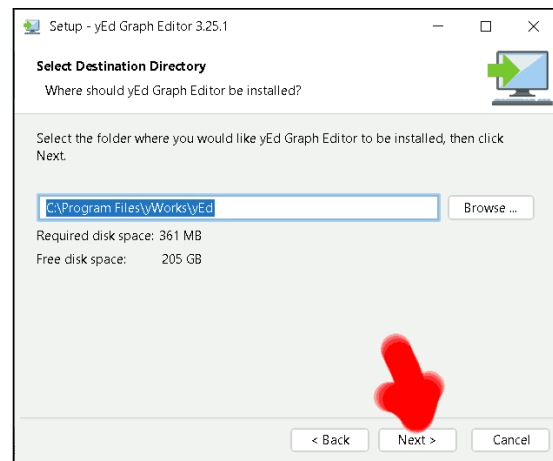 Setup - yEd Graph Editor 3.25.1
Select Destination Directory
Where should yEd Graph Editor be installed?
Select the folder where you would like yEd Graph Editor to be installed, then click
Next.
C:\Program Files\yWorks\yEd
Browse ...
Required disk space: 361 MB
Free disk space: 205 GB
< Back
Next >
Cancel